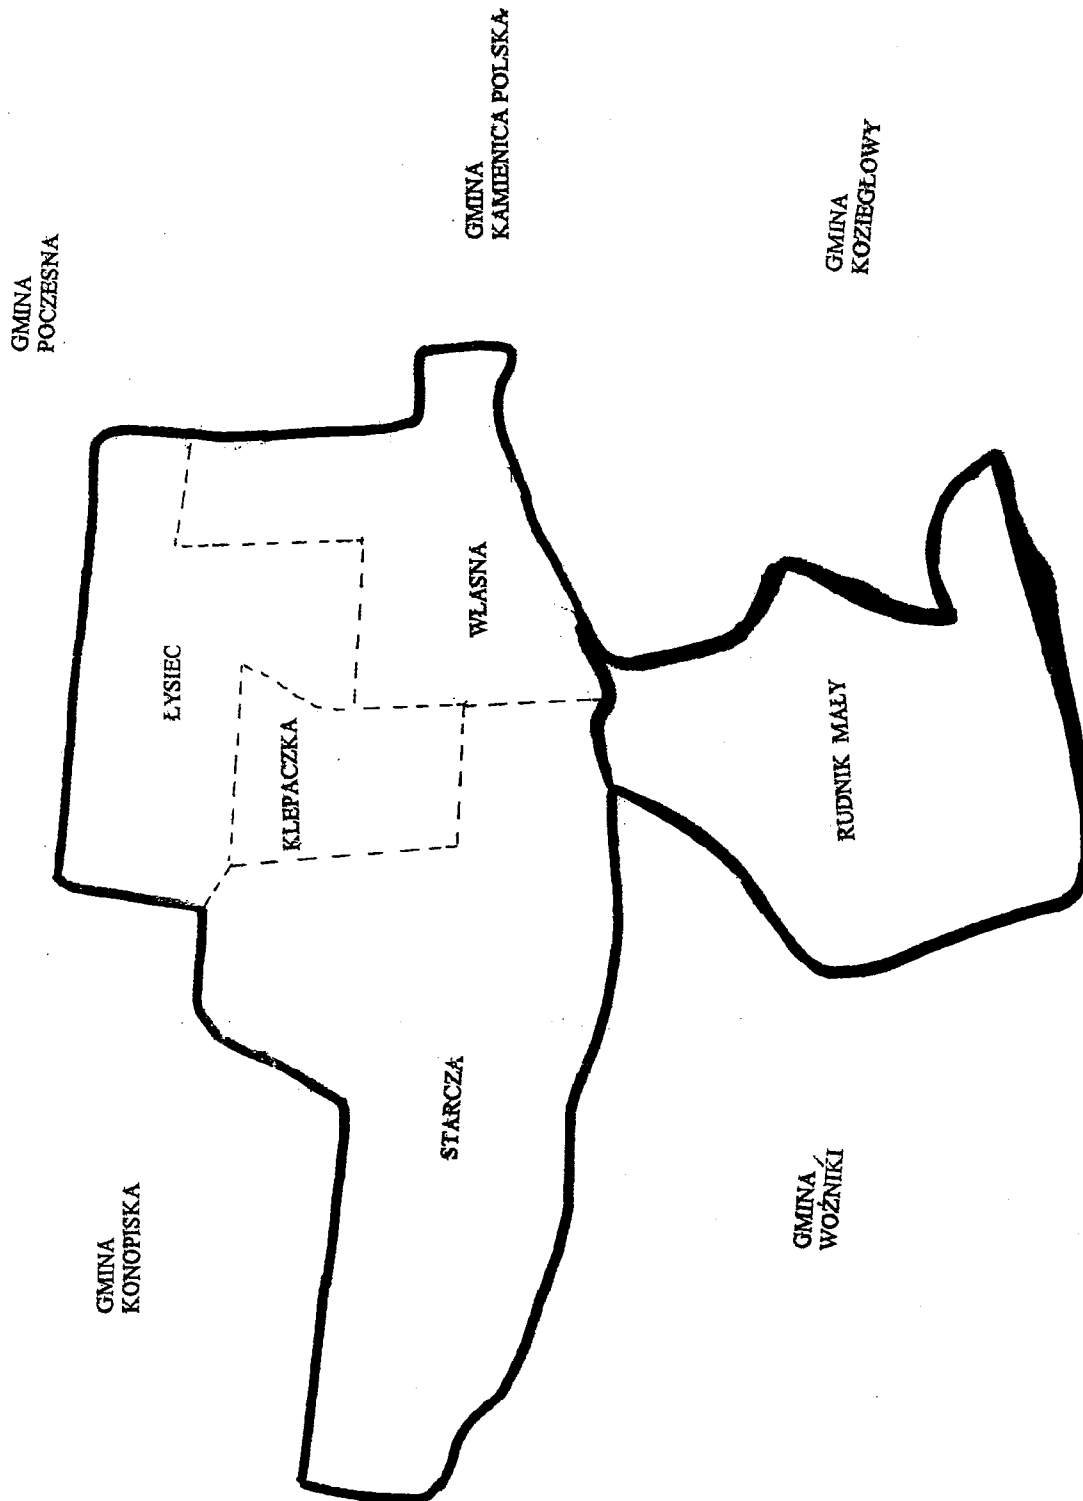 GMINA
POCZESNA
GMINA
KAMIENICA POLSKA
GMINA
KOZIEGŁOWY
ŁYSIEC
WŁASNA
KLEPACZKA
RUDNIK MAŁY
STARCZA
GMINA
KONOPISKA
GMINA
WOŹNIKI